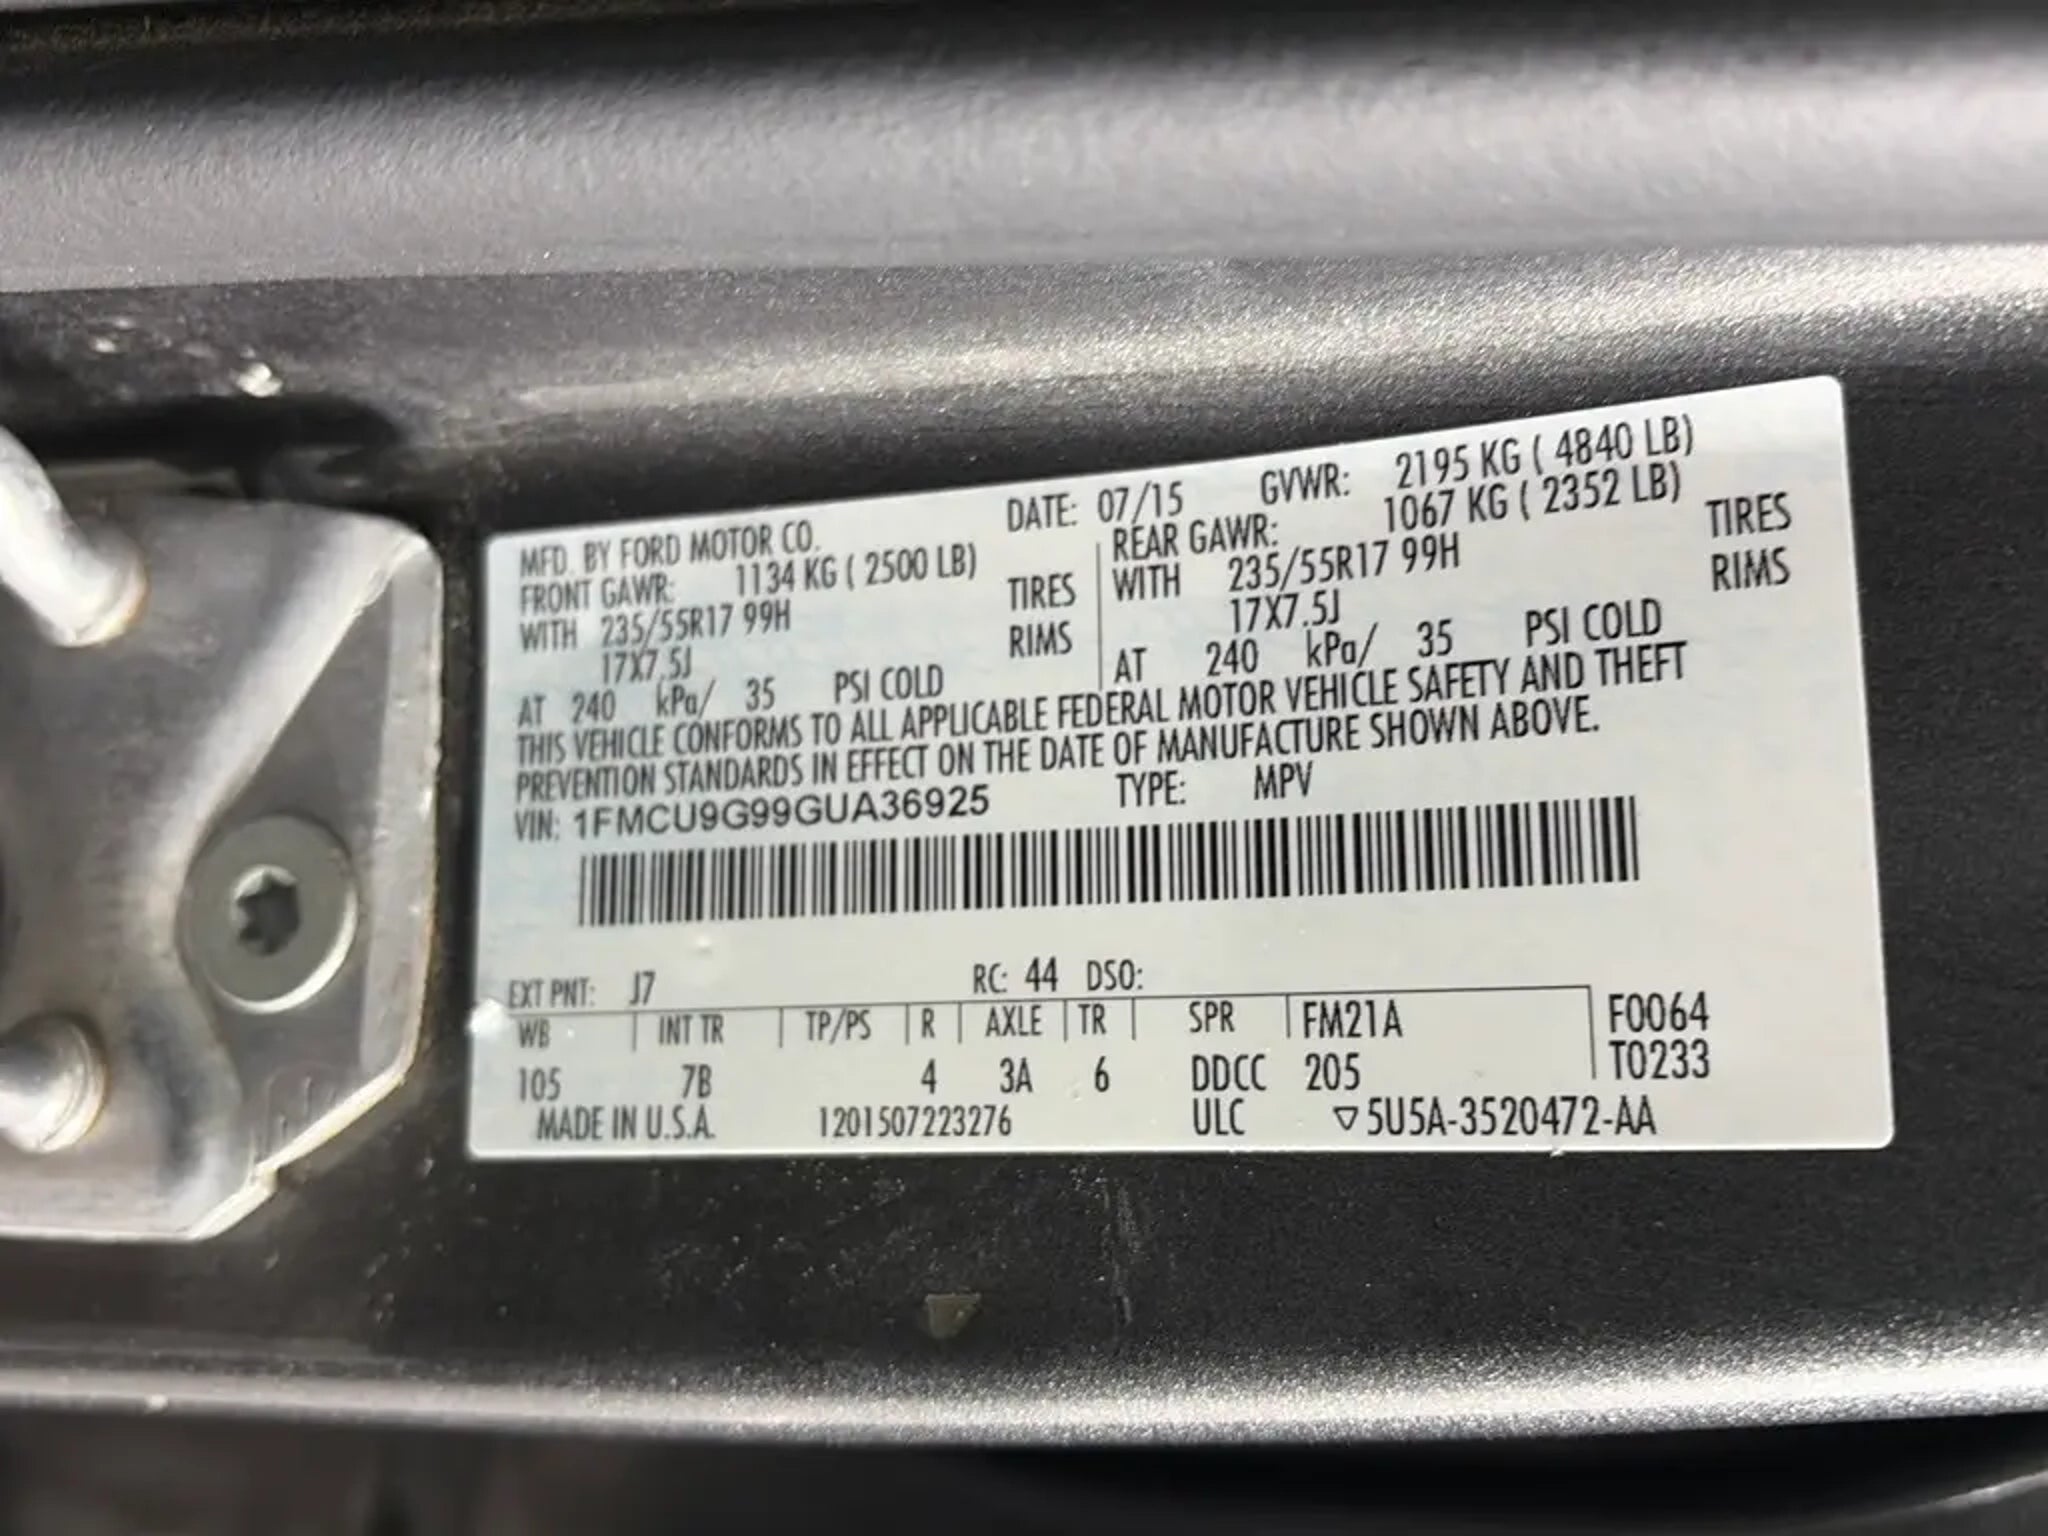 MFD. BY FORD MOTOR CO. DATE: 07/15 GVWR: 2195 KG ( 4840 LB)
FRONT GAWR: 1134 KG ( 2500 LB)
WITH 235/55R17 99H TIRES
17X7.5J RIMS
AT 240 kPa/ 35 PSI COLD
REAR GAWR: 1067 KG ( 2352 LB)
WITH 235/55R17 99H TIRES
17X7.5J RIMS
AT 240 kPa/ 35 PSI COLD
THIS VEHICLE CONFORMS TO ALL APPLICABLE FEDERAL MOTOR VEHICLE SAFETY AND THEFT
PREVENTION STANDARDS IN EFFECT ON THE DATE OF MANUFACTURE SHOWN ABOVE.
VIN: 1FMCU9G99GUA36925 TYPE: MPV
EXT PNT: J7 RC: 44 DSO:
WB INT TR TP/PS R AXLE TR SPR FM21A F0064
105 7B 4 3A 6 DDCC 205 T0233
MADE IN U.S.A. 1201507223276 ULC ▽5U5A-3520472-AA